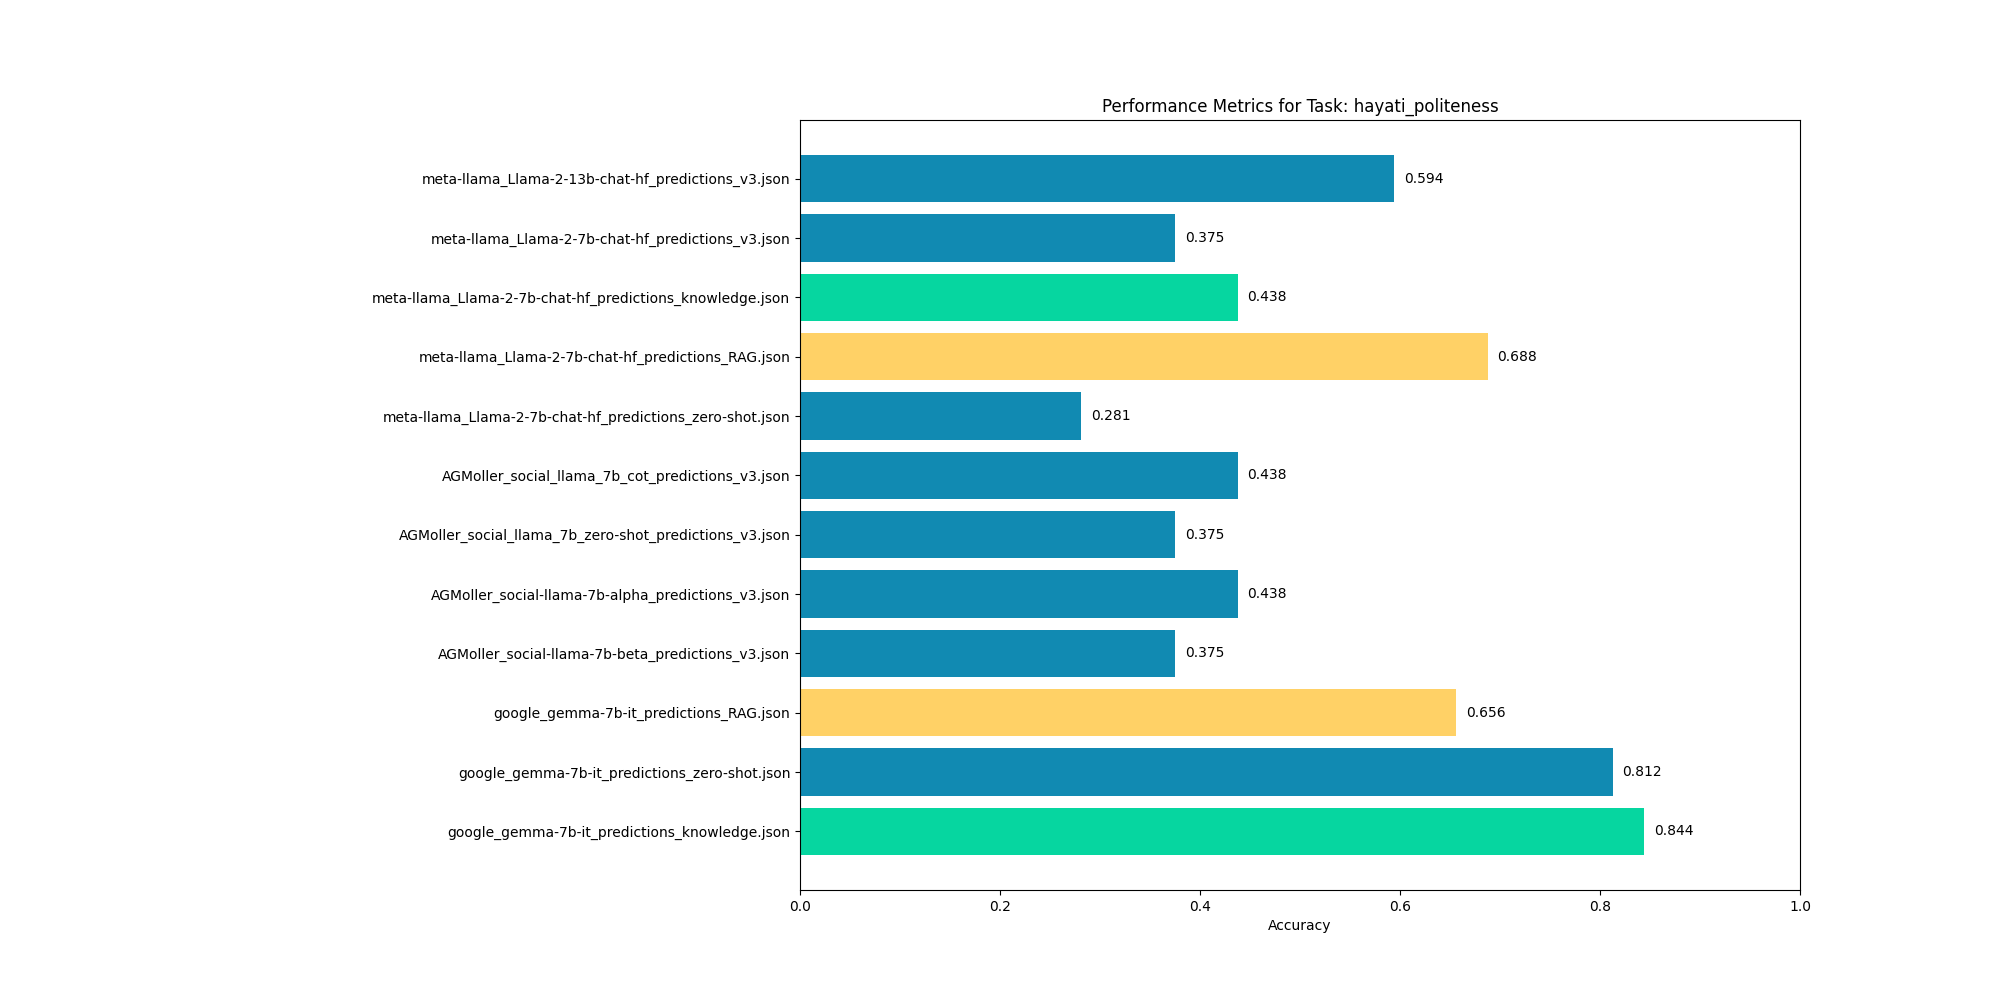 Performance Metrics for Task: hayati_politeness
meta-llama_Llama-2-13b-chat-hf_predictions_v3.json 0.594
meta-llama_Llama-2-7b-chat-hf_predictions_v3.json 0.375
meta-llama_Llama-2-7b-chat-hf_predictions_knowledge.json 0.438
meta-llama_Llama-2-7b-chat-hf_predictions_RAG.json 0.688
meta-llama_Llama-2-7b-chat-hf_predictions_zero-shot.json 0.281
AGMoller_social_llama_7b_cot_predictions_v3.json 0.438
AGMoller_social_llama_7b_zero-shot_predictions_v3.json 0.375
AGMoller_social-llama-7b-alpha_predictions_v3.json 0.438
AGMoller_social-llama-7b-beta_predictions_v3.json 0.375
google_gemma-7b-it_predictions_RAG.json 0.656
google_gemma-7b-it_predictions_zero-shot.json 0.812
google_gemma-7b-it_predictions_knowledge.json 0.844
0.0 0.2 0.4 0.6 0.8 1.0
Accuracy